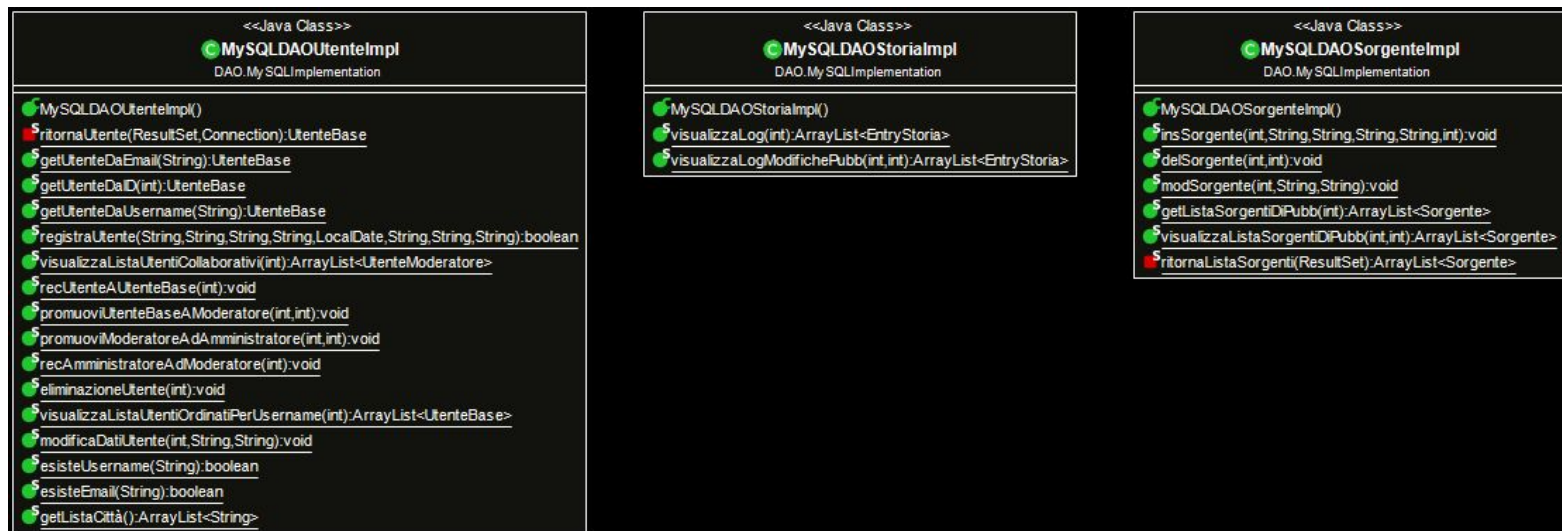 <<Java Class>>
MySQLDAOUtenteImpl
DAO.MySQLImplementation
MySQLDAOUtenteImpl()
ritornaUtente(ResultSet,Connection):UtenteBase
getUtenteDaEmail(String):UtenteBase
getUtenteDaID(int):UtenteBase
getUtenteDaUsername(String):UtenteBase
registraUtente(String,String,String,String,LocalDate,String,String,String):boolean
visualizzaListaUtentiCollaborativi(int):ArrayList<UtenteModeratore>
recUtenteAUtenteBase(int):void
promuoviUtenteBaseAModeratore(int,int):void
promuoviModeratoreAdAmministratore(int,int):void
recAmministratoreAdModeratore(int):void
eliminazioneUtente(int):void
visualizzaListaUtentiOrdinatiPerUsername(int):ArrayList<UtenteBase>
modificaDatiUtente(int,String,String):void
esisteUsername(String):boolean
esisteEmail(String):boolean
getListaCittà():ArrayList<String>
<<Java Class>>
MySQLDAOStoriaImpl
DAO.MySQLImplementation
MySQLDAOStoriaImpl()
visualizzaLog(int):ArrayList<EntryStoria>
visualizzaLogModifichePubb(int,int):ArrayList<EntryStoria>
<<Java Class>>
MySQLDAOSorgenteImpl
DAO.MySQLImplementation
MySQLDAOSorgenteImpl()
insSorgente(int,String,String,String,String,int):void
delSorgente(int,int):void
modSorgente(int,String,String):void
getListaSorgentiDiPubb(int):ArrayList<Sorgente>
visualizzaListaSorgentiDiPubb(int,int):ArrayList<Sorgente>
ritornaListaSorgenti(ResultSet):ArrayList<Sorgente>